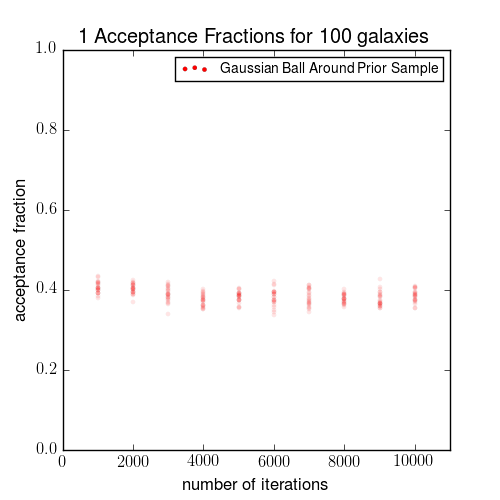 1 Acceptance Fractions for 100 galaxies
Gaussian Ball Around Prior Sample
1.0
0.8
0.6
0.4
0.2
0.0
acceptance fraction
0 2000 4000 6000 8000 10000
number of iterations